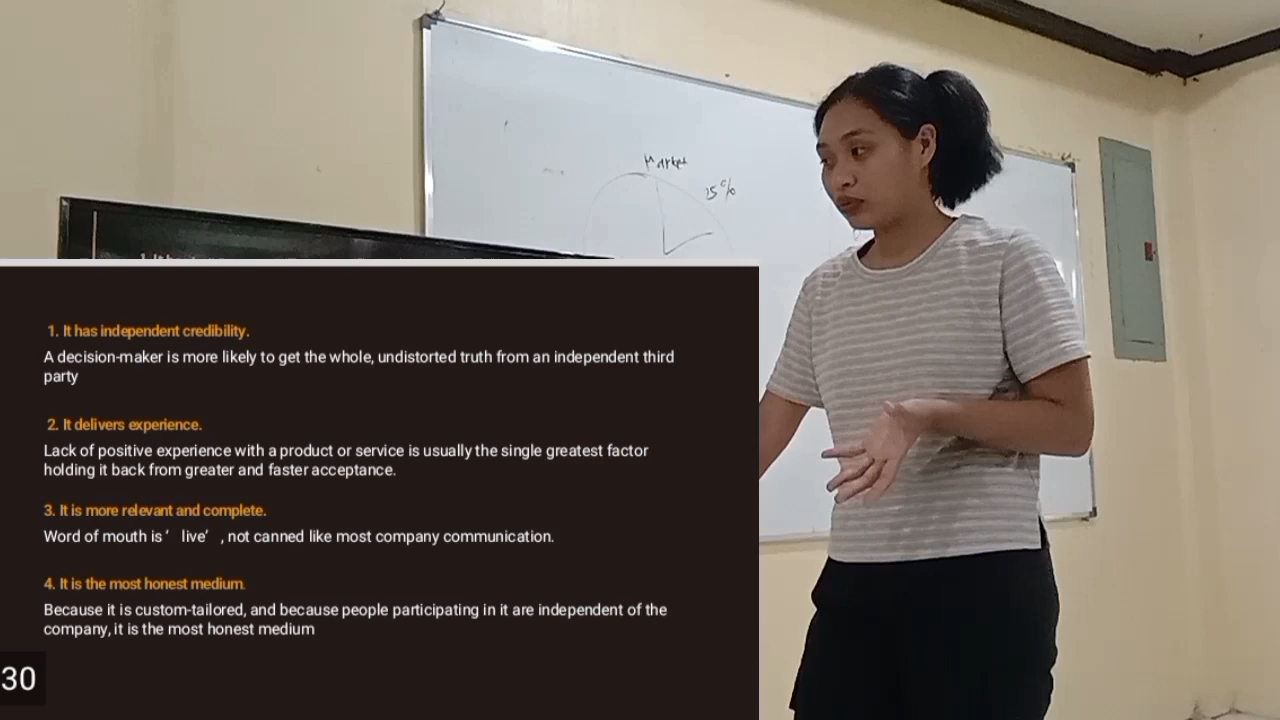 Market
15%
1. It has independent credibility.
A decision-maker is more likely to get the whole, undistorted truth from an independent third
party
2. It delivers experience.
Lack of positive experience with a product or service is usually the single greatest factor
holding it back from greater and faster acceptance.
3. It is more relevant and complete.
Word of mouth is ‘ live’ , not canned like most company communication.
4. It is the most honest medium.
Because it is custom-tailored, and because people participating in it are independent of the
company, it is the most honest medium
30